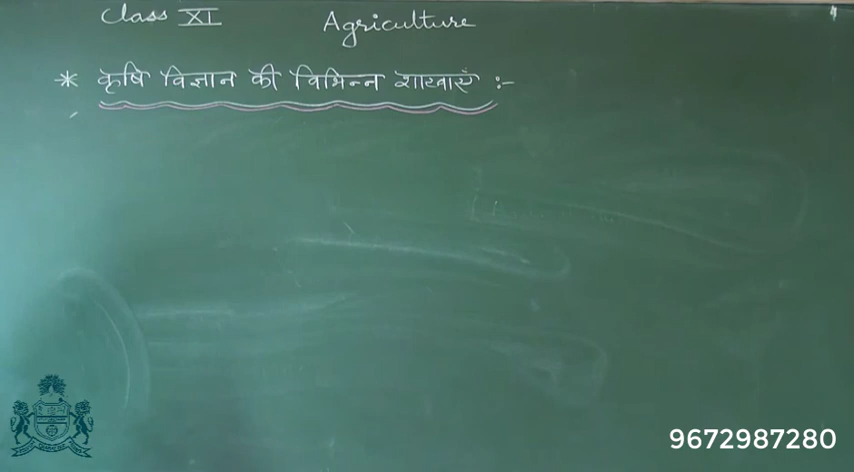 Class XI Agriculture
* कृषि विज्ञान की विभिन्न शाखाएँ :-
9672987280